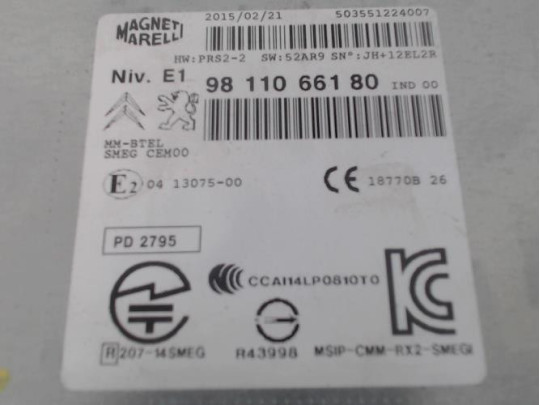 MAGNETI MARELLI
2015/02/21 503551224007
HW:PRS2-2 SW:52AR9 SN°:JH+12EL2R
Niv. E1 98 110 661 80 IND 00
MM-BTEL
SMEG CEM00
E2 04 13075-00 CE 1877OB 26
PD 2795
CCAI14LP0810T0
R 207-14SMEG R43998 MSIP-CMM-RX2-SMEGI